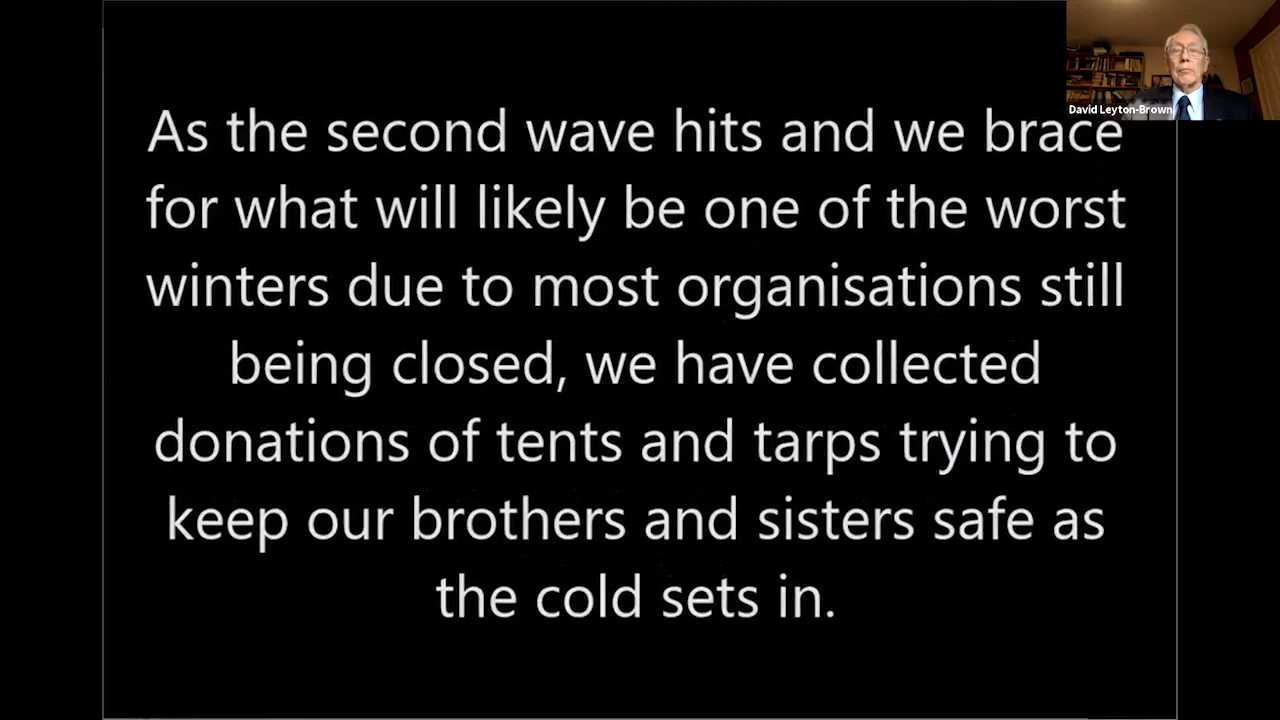 David Leyton-Brown
As the second wave hits and we brace
for what will likely be one of the worst
winters due to most organisations still
being closed, we have collected
donations of tents and tarps trying to
keep our brothers and sisters safe as
the cold sets in.